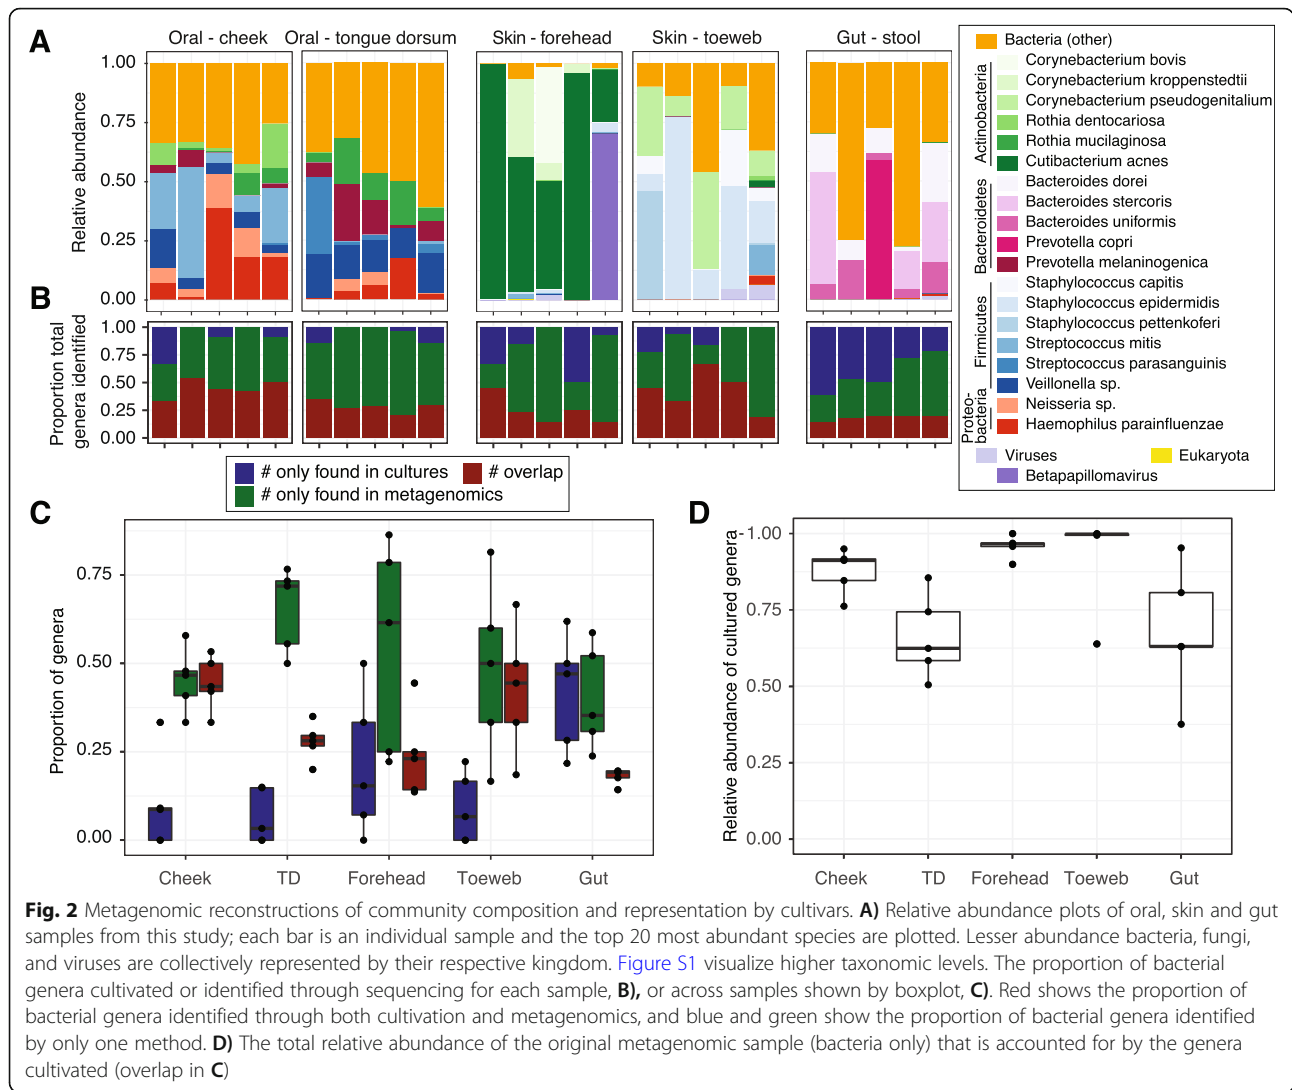 A
Oral - cheek
Oral - tongue dorsum
Skin - forehead
Skin - toeweb
Gut - stool
Relative abundance
1.00
0.75
0.50
0.25
0.00
B
Proportion total
genera identified
1.00
0.75
0.50
0.25
0.00
Bacteria (other)
Actinobacteria
Corynebacterium bovis
Corynebacterium kroppenstedtii
Corynebacterium pseudogenitalium
Rothia dentocariosa
Rothia mucilaginosa
Cutibacterium acnes
Bacteroidetes
Bacteroides dorei
Bacteroides stercoris
Bacteroides uniformis
Prevotella copri
Prevotella melaninogenica
Firmicutes
Staphylococcus capitis
Staphylococcus epidermidis
Staphylococcus pettenkoferi
Streptococcus mitis
Streptococcus parasanguinis
Veillonella sp.
Proteo-
bacteria
Neisseria sp.
Haemophilus parainfluenzae
Viruses
Eukaryota
Betapapillomavirus
# only found in cultures
# overlap
# only found in metagenomics
C
Proportion of genera
0.75
0.50
0.25
0.00
Cheek
TD
Forehead
Toeweb
Gut
D
Relative abundance of cultured genera
1.00
0.75
0.50
0.25
0.00
Cheek
TD
Forehead
Toeweb
Gut
Fig. 2 Metagenomic reconstructions of community composition and representation by cultivars. A) Relative abundance plots of oral, skin and gut
samples from this study; each bar is an individual sample and the top 20 most abundant species are plotted. Lesser abundance bacteria, fungi,
and viruses are collectively represented by their respective kingdom. Figure S1 visualize higher taxonomic levels. The proportion of bacterial
genera cultivated or identified through sequencing for each sample, B), or across samples shown by boxplot, C). Red shows the proportion of
bacterial genera identified through both cultivation and metagenomics, and blue and green show the proportion of bacterial genera identified
by only one method. D) The total relative abundance of the original metagenomic sample (bacteria only) that is accounted for by the genera
cultivated (overlap in C)